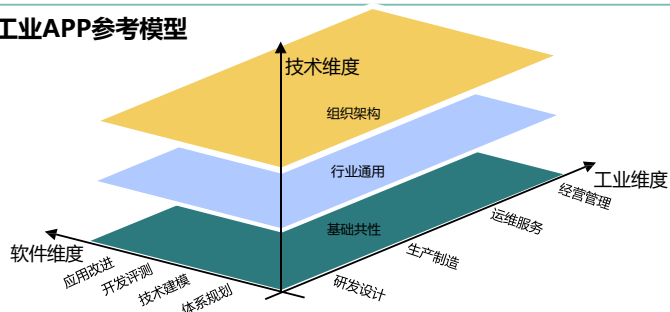 工业APP参考模型
技术维度
组织架构
行业通用
基础共性
工业维度
经营管理
运维服务
生产制造
研发设计
软件维度
应用改进
开发评测
技术建模
体系规划